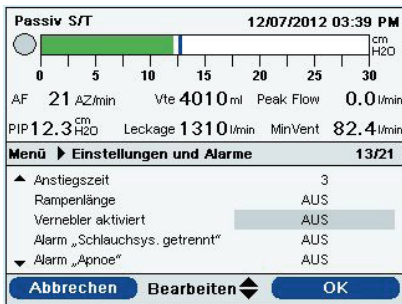 Passiv S/T 12/07/2012 03:39 PM
cm H2O
0 5 10 15 20 25 30
AF 21 AZ/min Vte 4010 ml Peak Flow 0.0 l/min
PIP 12.3 cm H2O Leckage 1310 l/min MinVent 82.4 l/min
Menü Einstellungen und Alarme 13/21
Anstiegszeit 3
Rampenlänge AUS
Vernebler aktiviert AUS
Alarm „Schlauchsys. getrennt“ AUS
Alarm „Apnoe“ AUS
Abbrechen Bearbeiten OK